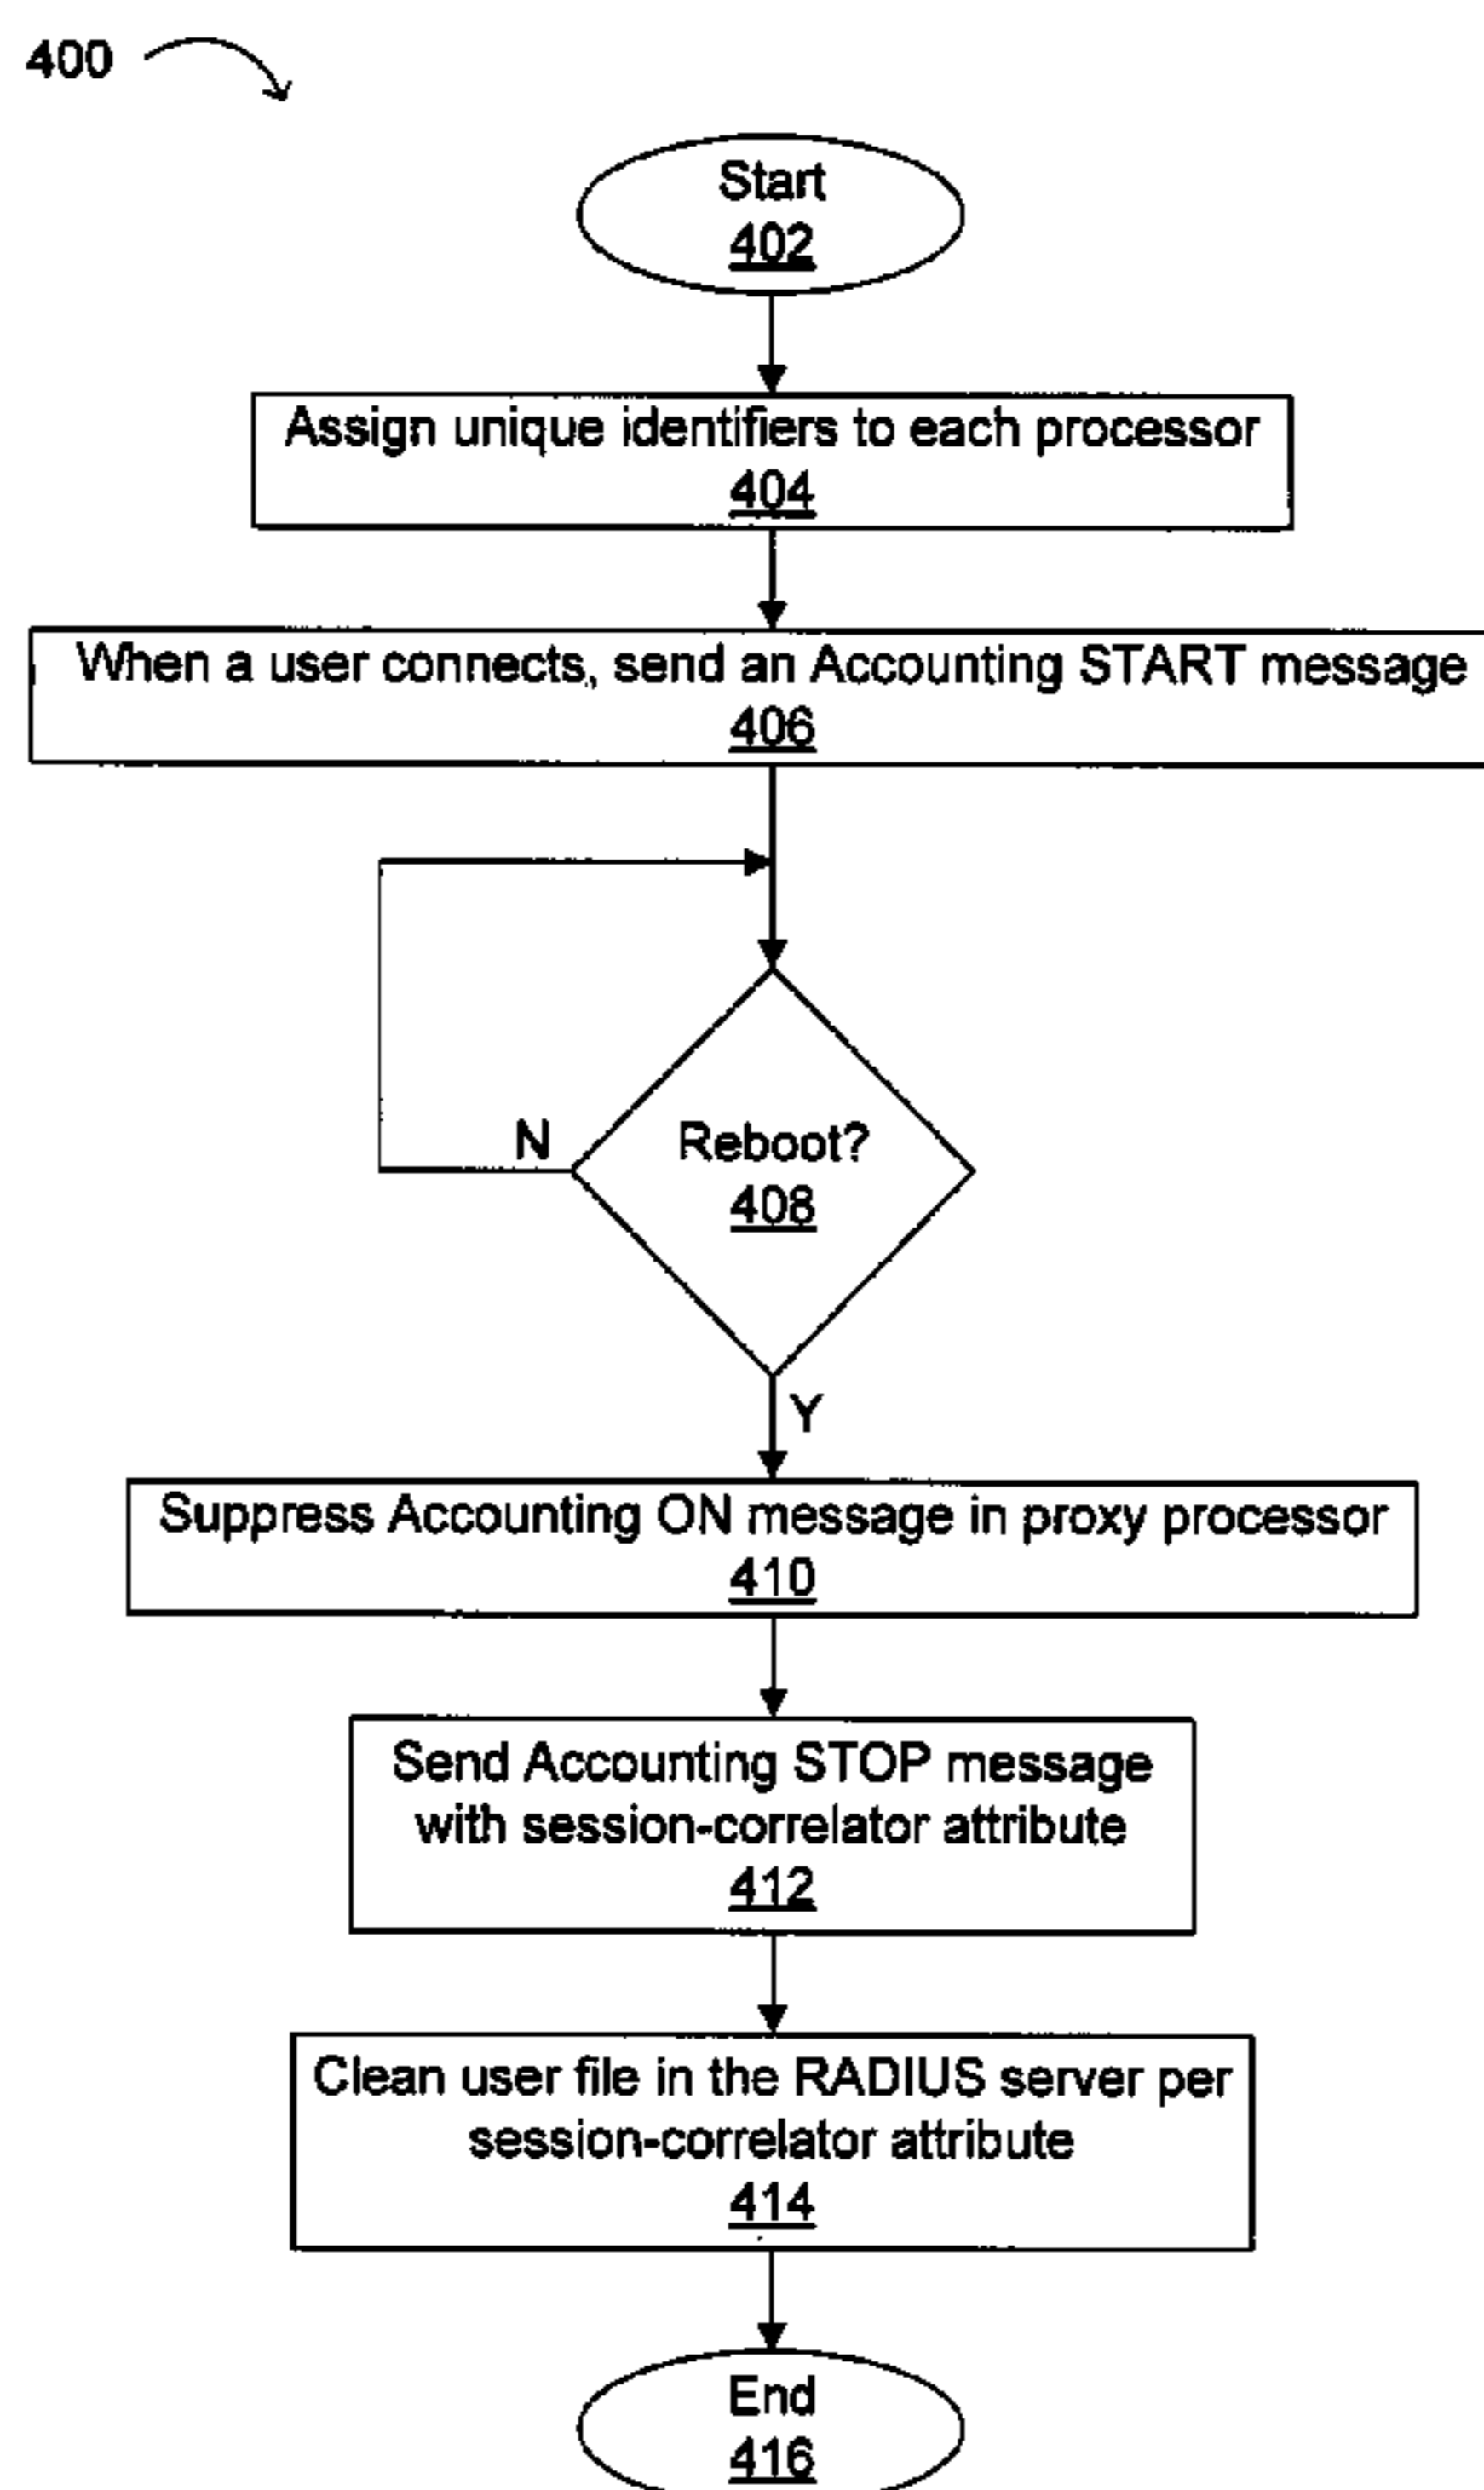 400
Start
402
Assign unique identifiers to each processor
404
When a user connects, send an Accounting START message
406
N
Reboot?
408
Y
Suppress Accounting ON message in proxy processor
410
Send Accounting STOP message
with session-correlator attribute
412
Clean user file in the RADIUS server per
session-correlator attribute
414
End
416